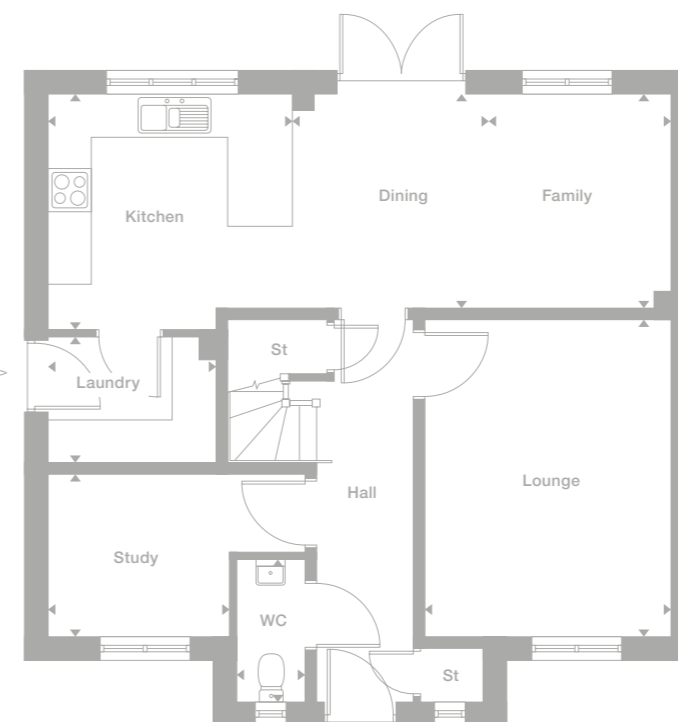 Dining
Family
Kitchen
St
Laundry
Lounge
Hall
Study
WC
St